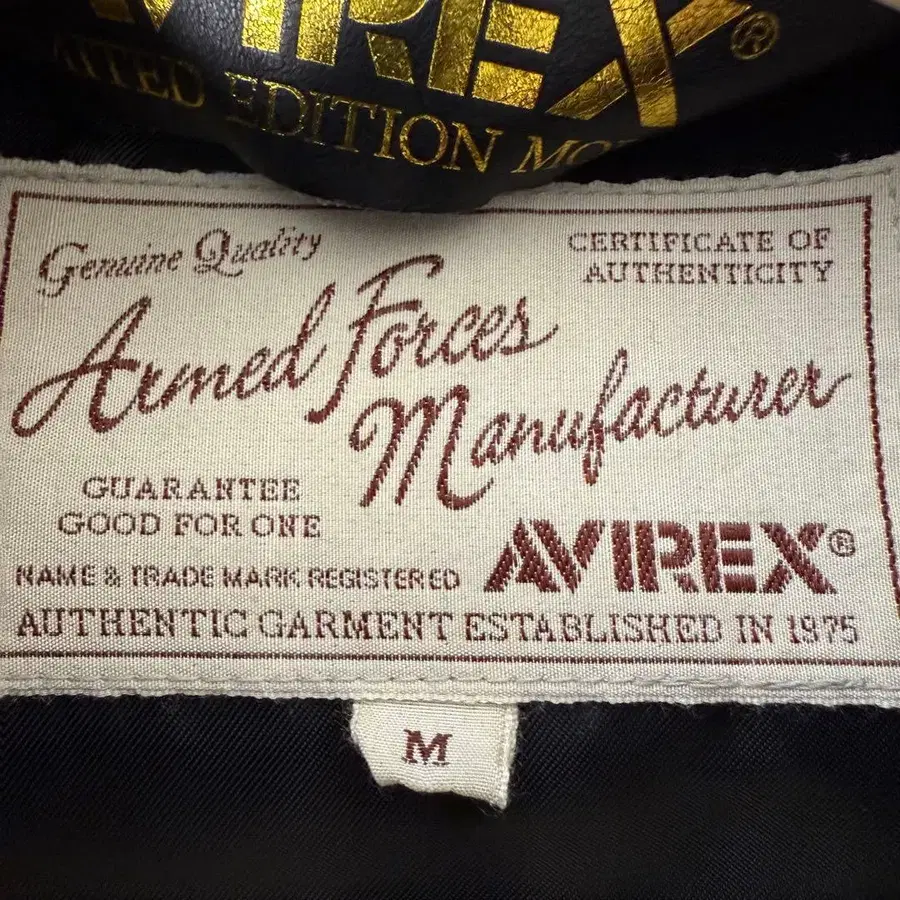 AVIREX®
EDITION
Genuine Quality
CERTIFICATE OF
AUTHENTICITY
Armed Forces
Manufacturer
GUARANTEE
GOOD FOR ONE
NAME & TRADE MARK REGISTERED
AVIREX®
AUTHENTIC GARMENT ESTABLISHED IN 1975
M